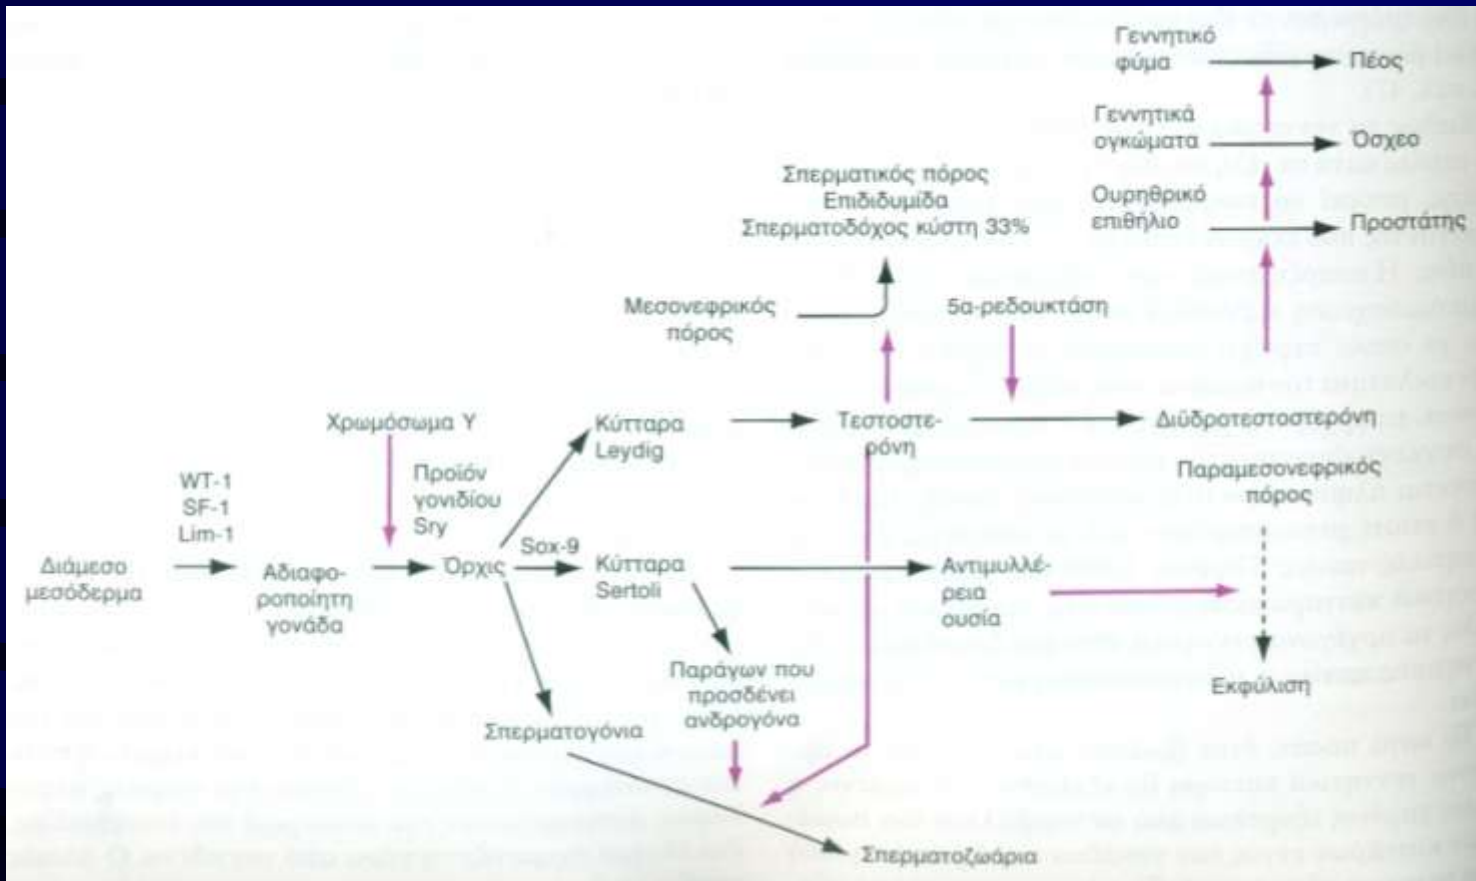 Γεννητικό
φύμα
Πέος
Γεννητικά
ογκώματα
Όσχεο
Ουρηθρικό
επιθήλιο
Προστάτης
Σπερματικός πόρος
Επιδιδυμίδα
Σπερματοδόχος κύστη 33%
Μεσονεφρικός
πόρος
5α-ρεδουκτάση
Χρωμόσωμα Υ
Κύτταρα
Leydig
Τεστοστε-
ρόνη
Διϋδροτεστοστερόνη
Προϊόν
γονιδίου
Sry
WT-1
SF-1
Lim-1
Παραμεσονεφρικός
πόρος
Διάμεσο
μεσόδερμα
Αδιαφο-
ροποίητη
γονάδα
Όρχις
Sox-9
Κύτταρα
Sertoli
Αντιμυλλέ-
ρεια
ουσία
Παράγων που
προσδένει
ανδρογόνα
Εκφύλιση
Σπερματογόνια
Σπερματοζωάρια